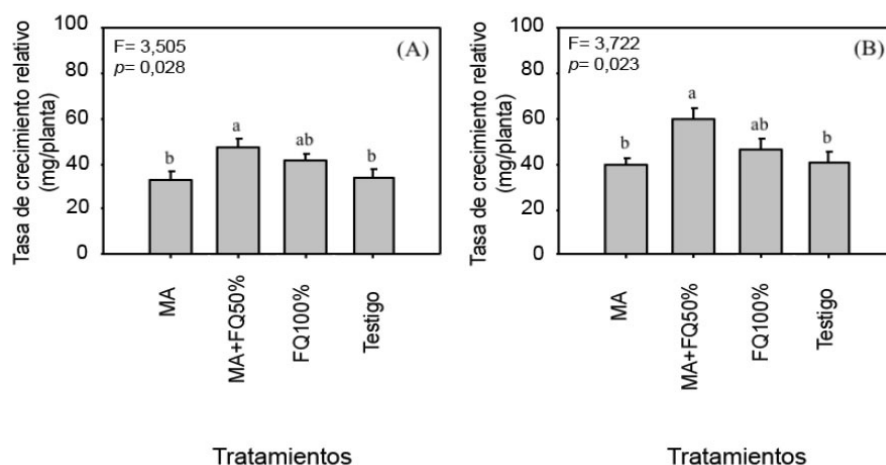 Tasa de crecimiento relativo
(mg/planta)
100
80
60
40
20
0
F= 3,505
p= 0,028
(A)
b
a
ab
b
MA
MA+FQ50%
FQ100%
Testigo
Tratamientos
Tasa de crecimiento relativo
(mg/planta)
100
80
60
40
20
0
F= 3,722
p= 0,023
(B)
b
a
ab
b
MA
MA+FQ50%
FQ100%
Testigo
Tratamientos